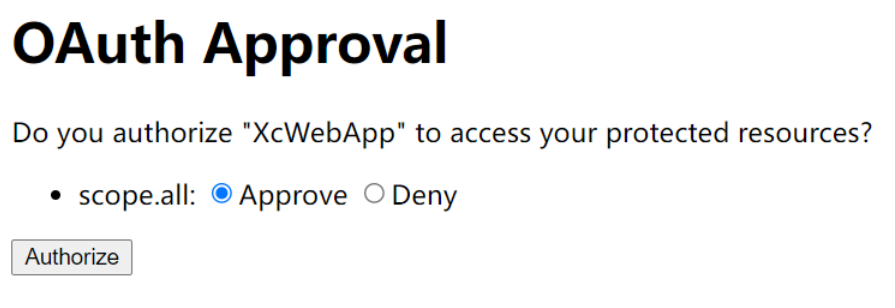 OAuth Approval
Do you authorize "XcWebApp" to access your protected resources?
• scope.all: Approve Deny
Authorize